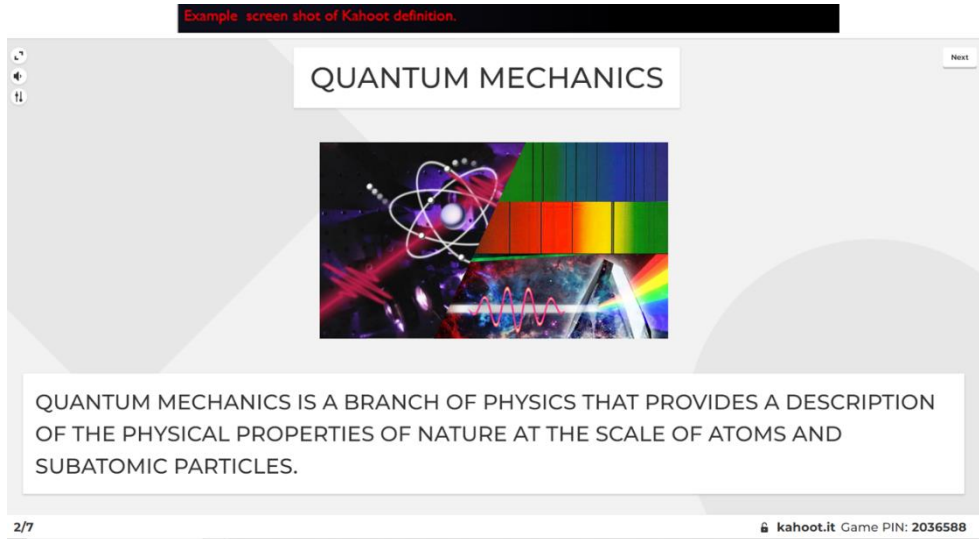 Example screen shot of Kahoot definition.
QUANTUM MECHANICS
Next
QUANTUM MECHANICS IS A BRANCH OF PHYSICS THAT PROVIDES A DESCRIPTION
OF THE PHYSICAL PROPERTIES OF NATURE AT THE SCALE OF ATOMS AND
SUBATOMIC PARTICLES.
2/7
kahoot.it Game PIN: 2036588